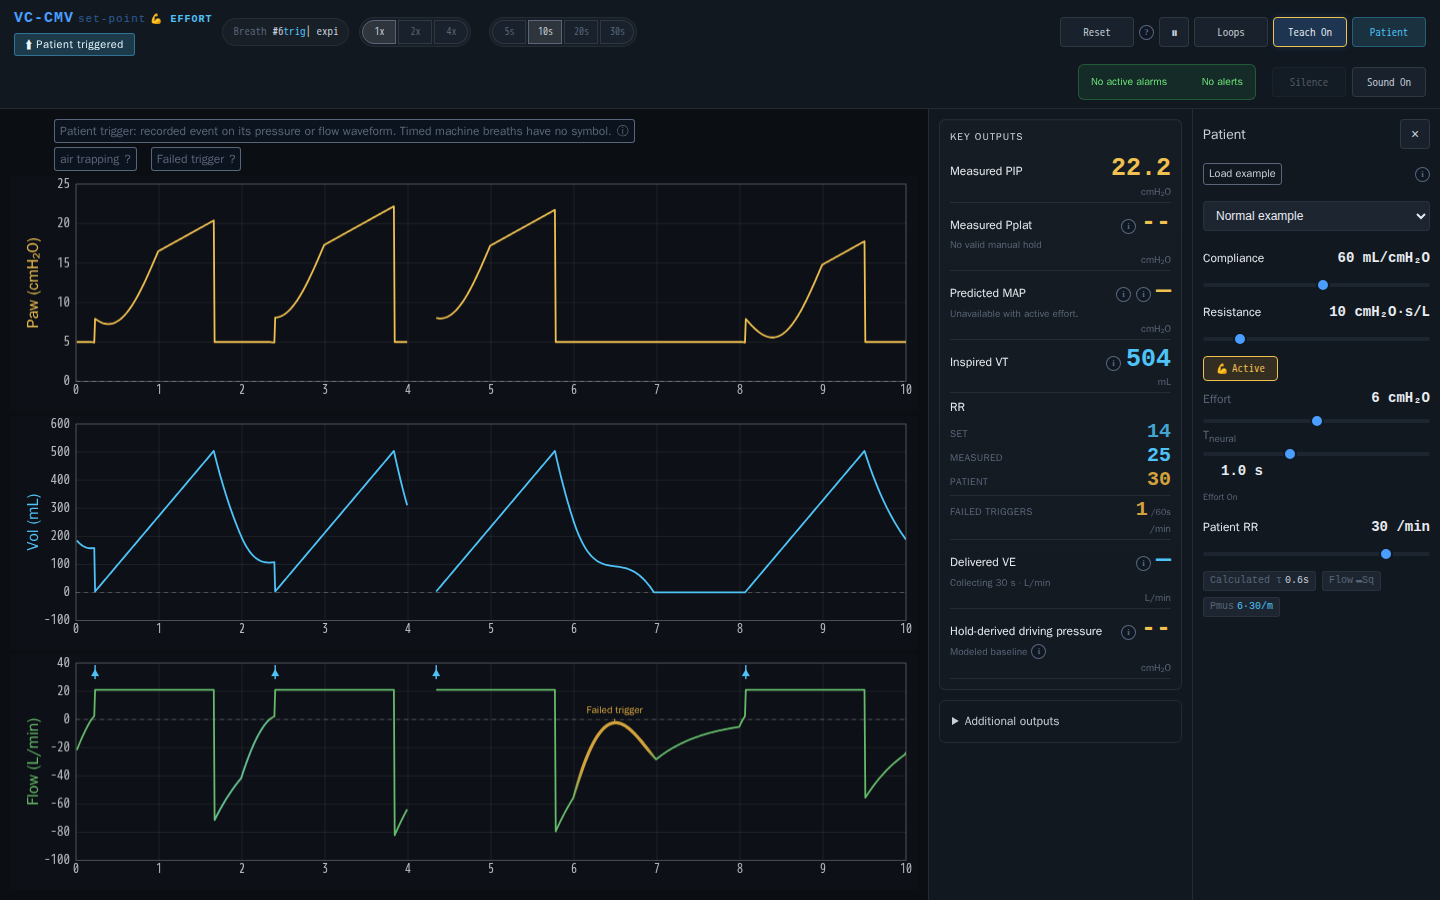 VC-CMV set-point 💪 EFFORT
⬆ Patient triggered
Breath #6 trig| expi
1x 2x 4x
5s 10s 20s 30s
Reset ? ⏸ Loops Teach On Patient
No active alarms No alerts
Silence Sound On
Patient trigger: recorded event on its pressure or flow waveform. Timed machine breaths have no symbol. ⓘ
air trapping ? Failed trigger ?
Paw (cmH₂O)
25
20
15
10
5
0
0 1 2 3 4 5 6 7 8 9 10
Vol (mL)
600
500
400
300
200
100
0
-100
0 1 2 3 4 5 6 7 8 9 10
Flow (L/min)
40
20
0
-20
-40
-60
-80
-100
Failed trigger
0 1 2 3 4 5 6 7 8 9 10
KEY OUTPUTS
Measured PIP 22.2
cmH₂O
Measured Pplat ⓘ --
No valid manual hold
cmH₂O
Predicted MAP ⓘ ⓘ —
Unavailable with active effort.
cmH₂O
Inspired VT ⓘ 504
mL
RR
SET 14
MEASURED 25
PATIENT 30
FAILED TRIGGERS 1 /60s
/min
Delivered VE ⓘ —
Collecting 30 s · L/min
L/min
Hold-derived driving pressure ⓘ --
Modeled baseline ⓘ
cmH₂O
▶ Additional outputs
Patient ×
Load example ⓘ
Normal example
Compliance 60 mL/cmH₂O
Resistance 10 cmH₂O·s/L
💪 Active
Effort 6 cmH₂O
Tneural
1.0 s
Effort On
Patient RR 30 /min
Calculated τ 0.6s Flow ▬Sq
Pmus 6·30/m